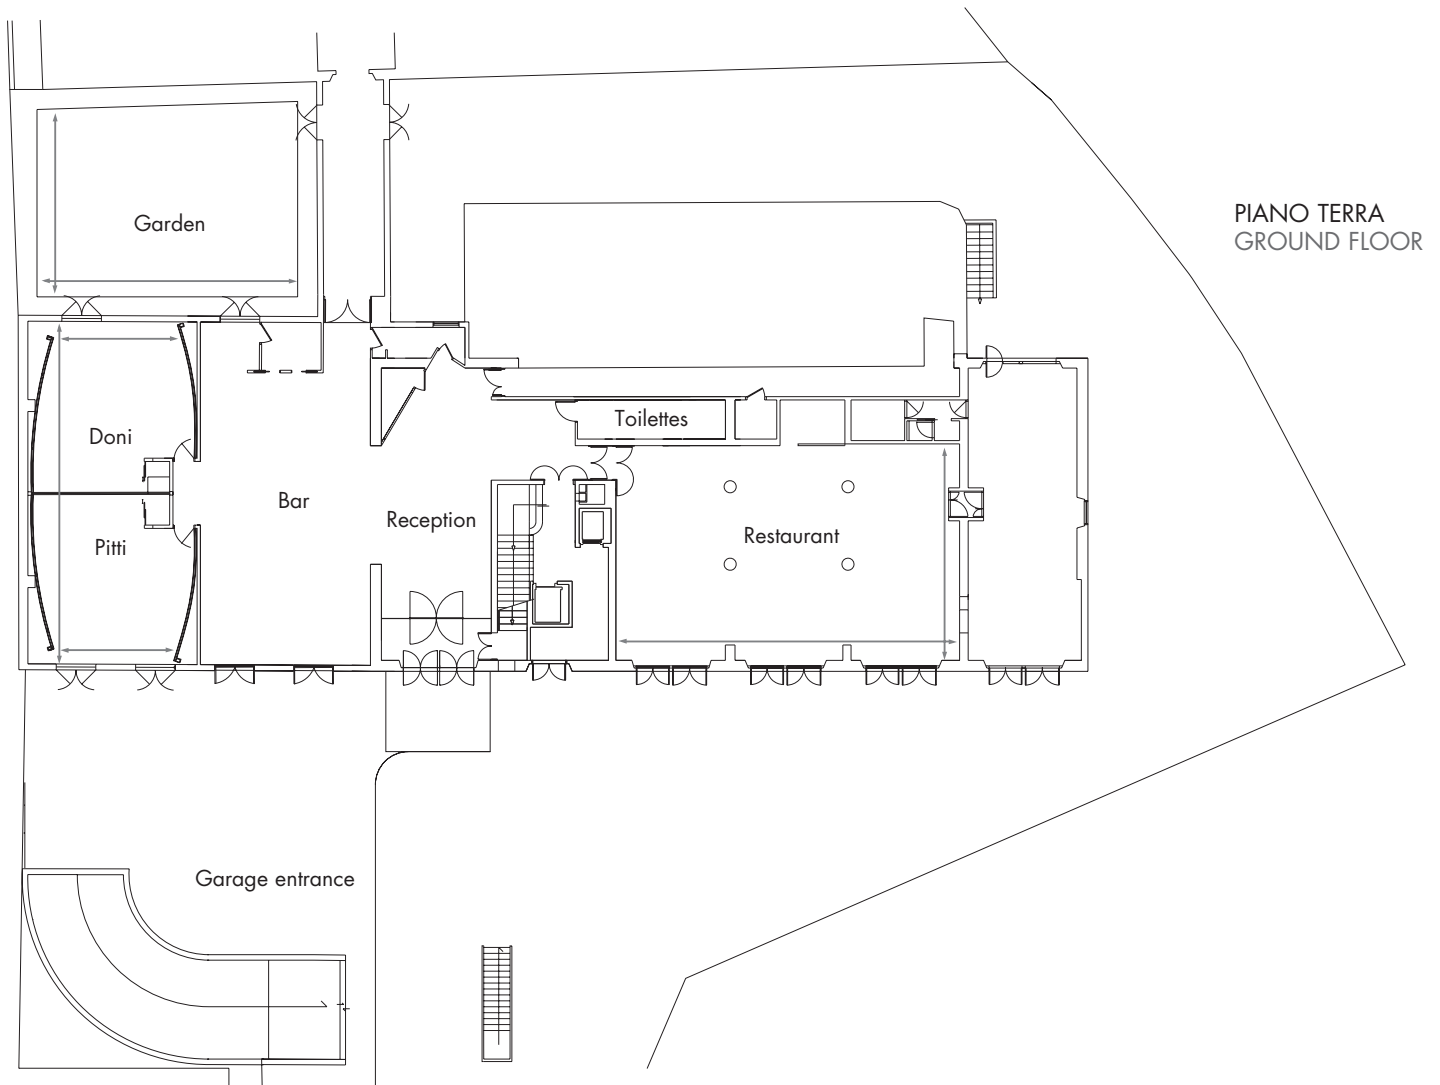 PIANO TERRA
GROUND FLOOR
Garden
Toilettes
Doni
Bar
Reception
Restaurant
Pitti
Garage entrance